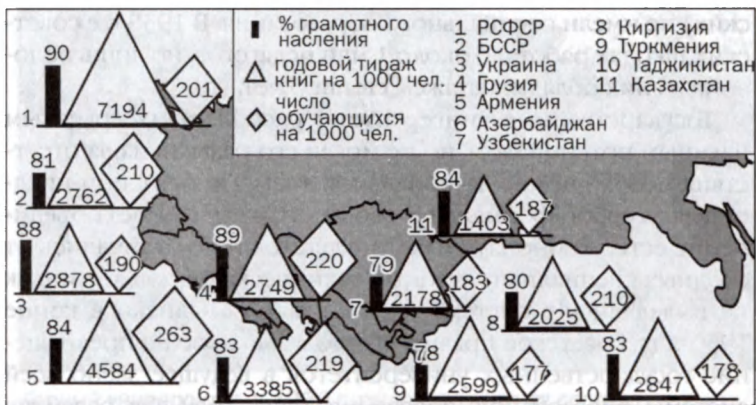 % грамотного населения
годовой тираж книг на 1000 чел.
число обучающихся на 1000 чел.
1 РСФСР
2 БССР
3 Украина
4 Грузия
5 Армения
6 Азербайджан
7 Узбекистан
8 Киргизия
9 Туркмения
10 Таджикистан
11 Казахстан
90
1 7194 201
81
2 2762 210
88
3 2878 190
84
5 4584 263
89
4 2749 220
83
6 3385 219
79
7 2178 183
84
11 1403 187
80
8 2025 210
78
9 2599 177
83
10 2847 178